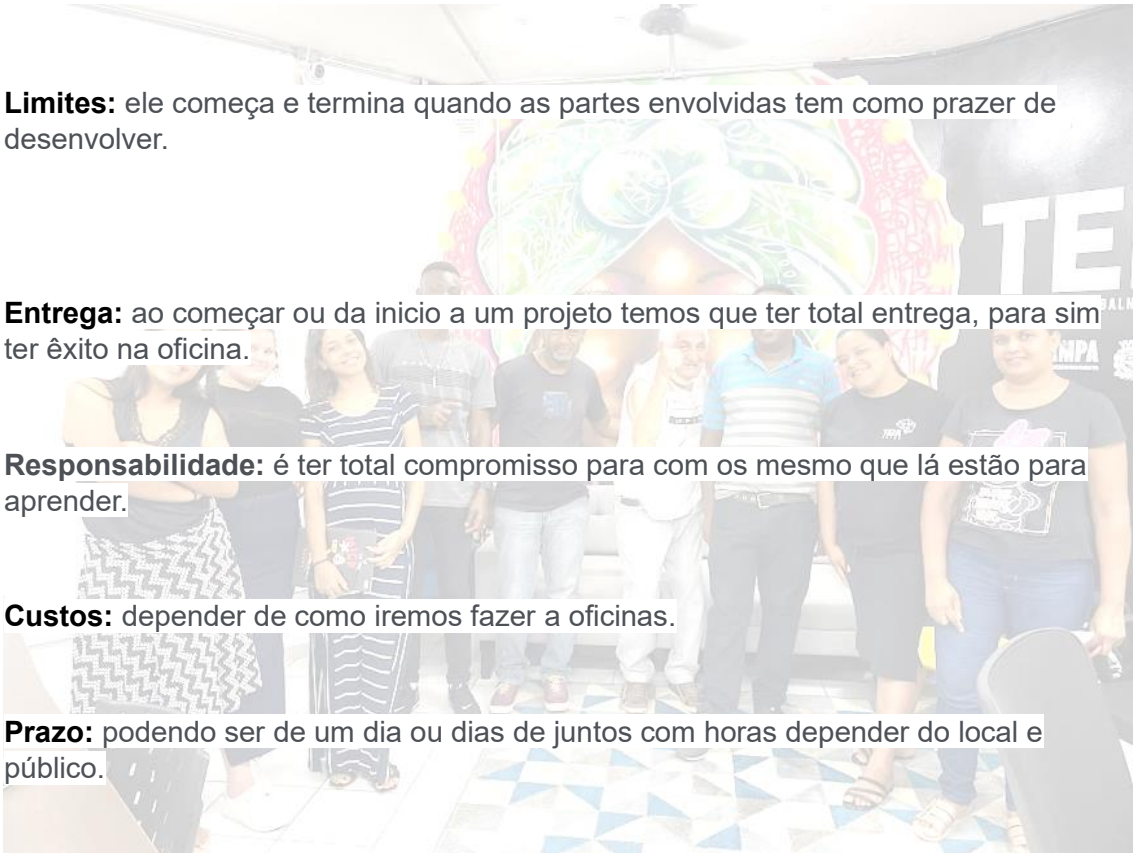 Limites: ele começa e termina quando as partes envolvidas tem como prazer de
desenvolver.
TE
Entrega: ao começar ou da inicio a um projeto temos que ter total entrega, para sim
ter êxito na oficina.
Responsabilidade: é ter total compromisso para com os mesmo que lá estão para
aprender.
Custos: depender de como iremos fazer a oficinas.
Prazo: podendo ser de um dia ou dias de juntos com horas depender do local e
público.